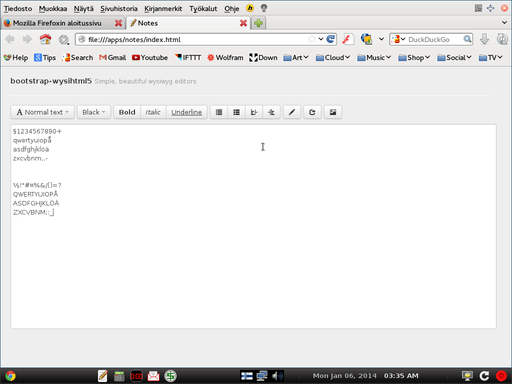 Tiedosto Muokkaa Näytä Sivuhistoria Kirjanmerkit Työkalut Ohje
Mozilla Firefoxin aloitussivu
Notes
file:///apps/notes/index.html
DuckDuckGo
Help Tips Gmail Youtube IFTTT Wolfram Down Art Cloud Music Shop Social TV
bootstrap-wysihtml5 Simple, beautiful wysiwyg editors
Normal text Black Bold Italic Underline
§1234567890+
qwertyuiopå
asdfghjklöä
zxcvbnm,.-
½!"#¤%&/()=?
QWERTYUIOPÅ
ASDFGHJKLÖÄ
ZXCVBNM;:_
Mon Jan 06, 2014 03:35 AM